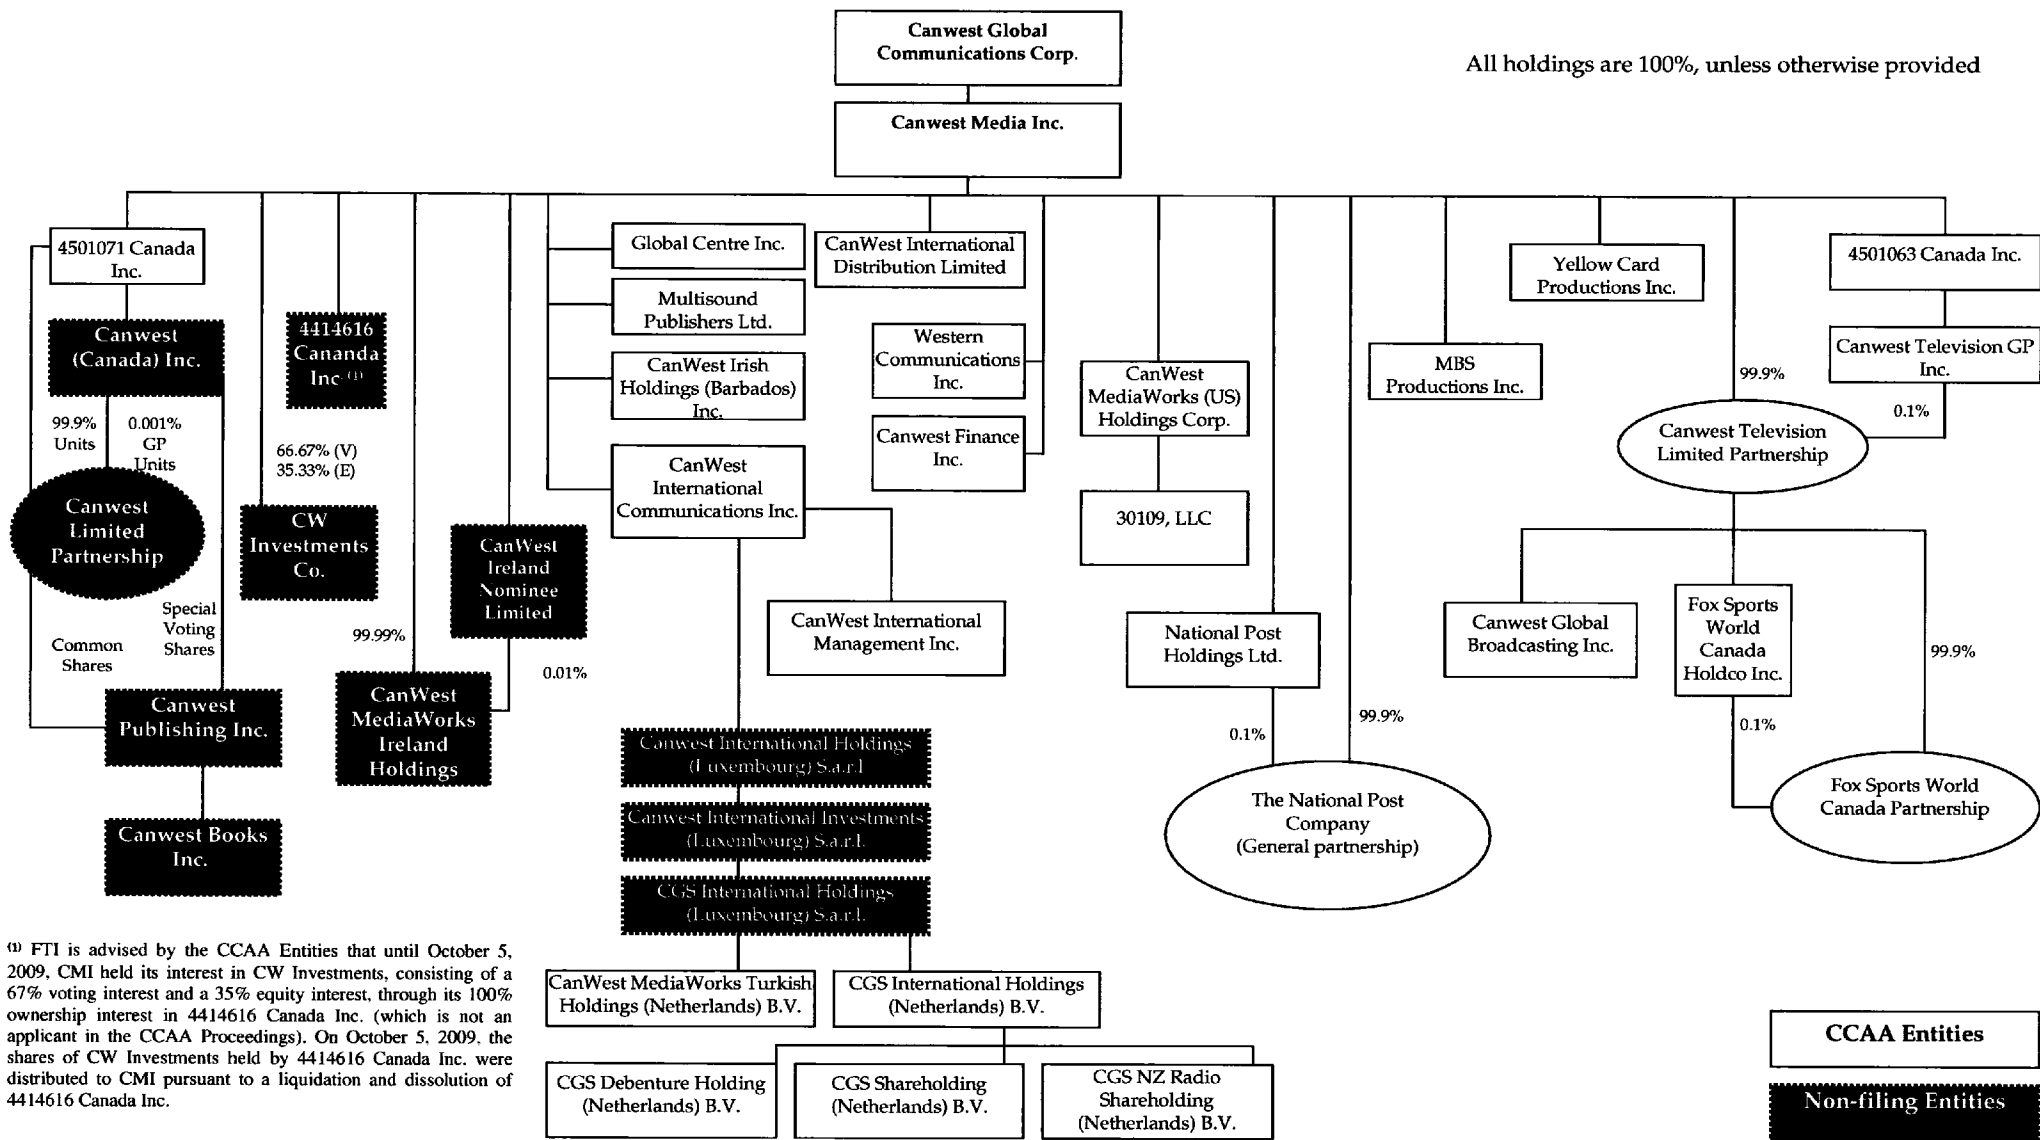 Canwest Global
Communications Corp.
All holdings are 100%, unless otherwise provided
Canwest Media Inc.
4501071 Canada
Inc.
Global Centre Inc.
CanWest International
Distribution Limited
Yellow Card
Productions Inc.
4501063 Canada Inc.
Canwest
(Canada) Inc.
4414616
Cananda
Inc. (1)
Multisound
Publishers Ltd.
CanWest Irish
Holdings (Barbados)
Inc.
Western
Communications
Inc.
CanWest
MediaWorks (US)
Holdings Corp.
MBS
Productions Inc.
99.9%
Canwest Television GP
Inc.
0.1%
99.9%
Units
0.001%
GP
Units
66.67% (V)
35.33% (E)
CanWest
International
Communications Inc.
Canwest Finance
Inc.
Canwest Television
Limited Partnership
Canwest
Limited
Partnership
CW
Investments
Co.
CanWest
Ireland
Nominee
Limited
30109, LLC
Common
Shares
Special
Voting
Shares
99.99%
0.01%
CanWest International
Management Inc.
National Post
Holdings Ltd.
Canwest Global
Broadcasting Inc.
Fox Sports
World
Canada
Holdco Inc.
99.9%
Canwest
Publishing Inc.
CanWest
MediaWorks
Ireland
Holdings
Canwest International Holdings
(Luxembourg) S.a.r.l
0.1%
99.9%
0.1%
Canwest Books
Inc.
Canwest International Investments
(Luxembourg) S.a.r.l.
The National Post
Company
(General partnership)
Fox Sports World
Canada Partnership
CGS International Holdings
(Luxembourg) S.a.r.l.
(1) FTI is advised by the CCAA Entities that until October 5,
2009, CMI held its interest in CW Investments, consisting of a
67% voting interest and a 35% equity interest, through its 100%
ownership interest in 4414616 Canada Inc. (which is not an
applicant in the CCAA Proceedings). On October 5, 2009, the
shares of CW Investments held by 4414616 Canada Inc. were
distributed to CMI pursuant to a liquidation and dissolution of
4414616 Canada Inc.
CanWest MediaWorks Turkish
Holdings (Netherlands) B.V.
CGS International Holdings
(Netherlands) B.V.
CGS Debenture Holding
(Netherlands) B.V.
CGS Shareholding
(Netherlands) B.V.
CGS NZ Radio
Shareholding
(Netherlands) B.V.
CCAA Entities
Non-filing Entities